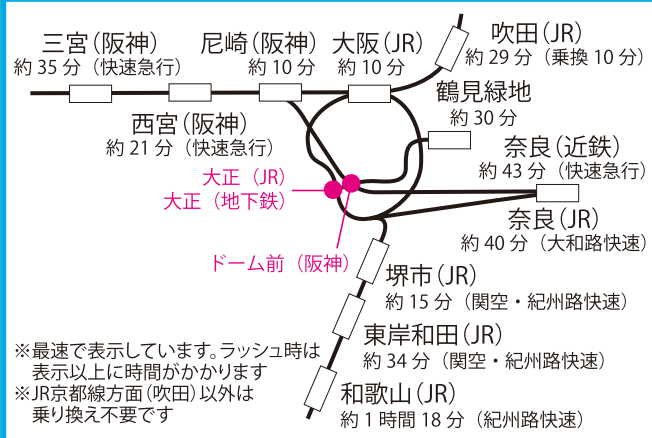 三宮（阪神）
約 35 分（快速急行）
尼崎（阪神）
約 10 分
大阪（JR）
約 10 分
吹田（JR）
約 29 分（乗換 10 分）
鶴見緑地
約 30 分
西宮（阪神）
約 21 分（快速急行）
奈良（近鉄）
約 43 分（快速急行）
大正（JR）
大正（地下鉄）
奈良（JR）
約 40 分（大和路快速）
ドーム前（阪神）
堺市（JR）
約 15 分（関空・紀州路快速）
東岸和田（JR）
約 34 分（関空・紀州路快速）
和歌山（JR）
約 1 時間 18 分（紀州路快速）
※最速で表示しています。ラッシュ時は
表示以上に時間がかかります
※JR京都線方面（吹田）以外は
乗り換え不要です